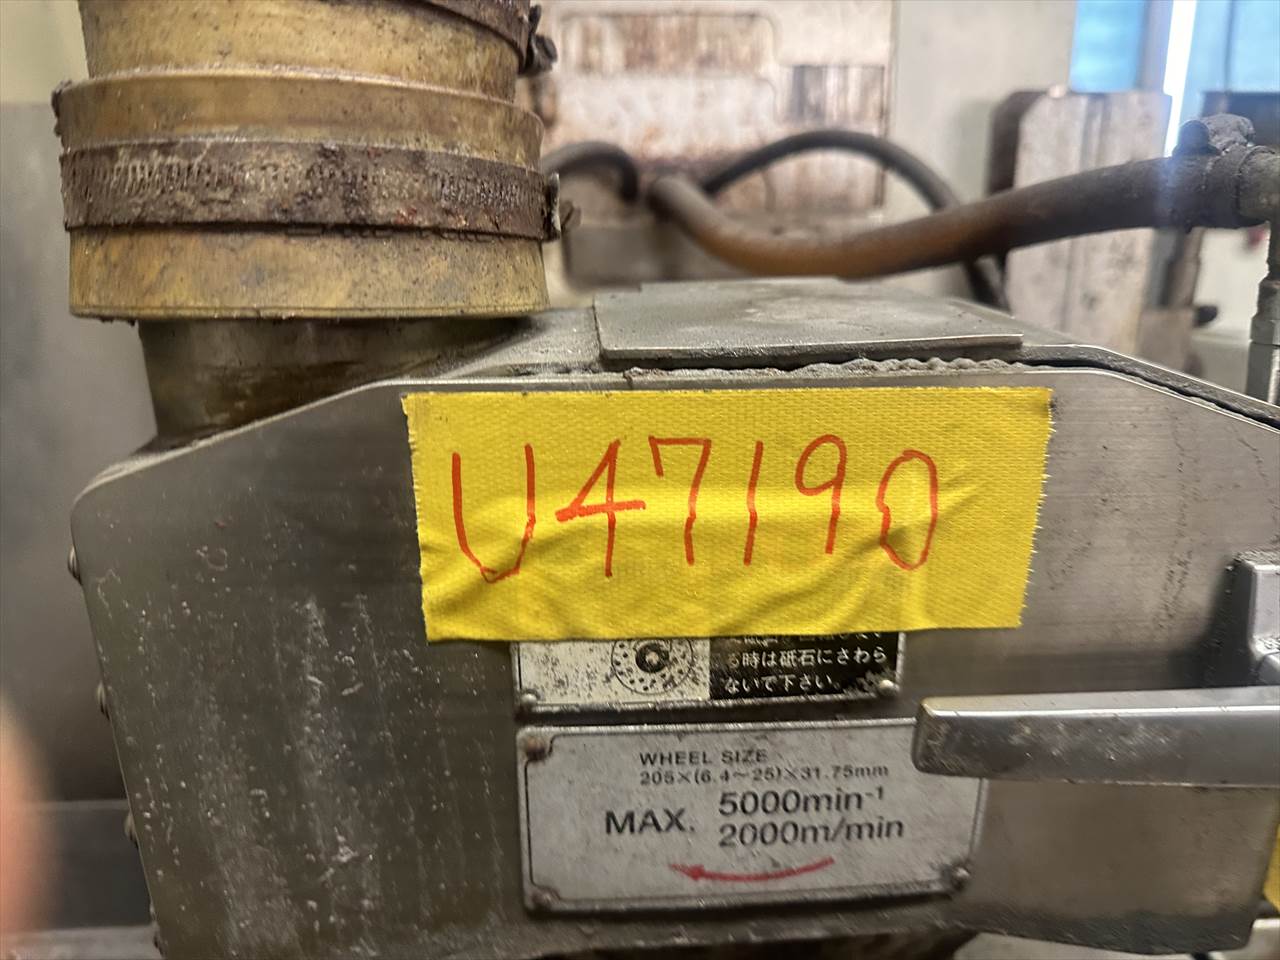 U47190
る時は砥石にさわら
ないで下さい。
WHEEL SIZE
205×(6.4～25)×31.75mm
MAX. 5000min⁻¹
2000m/min